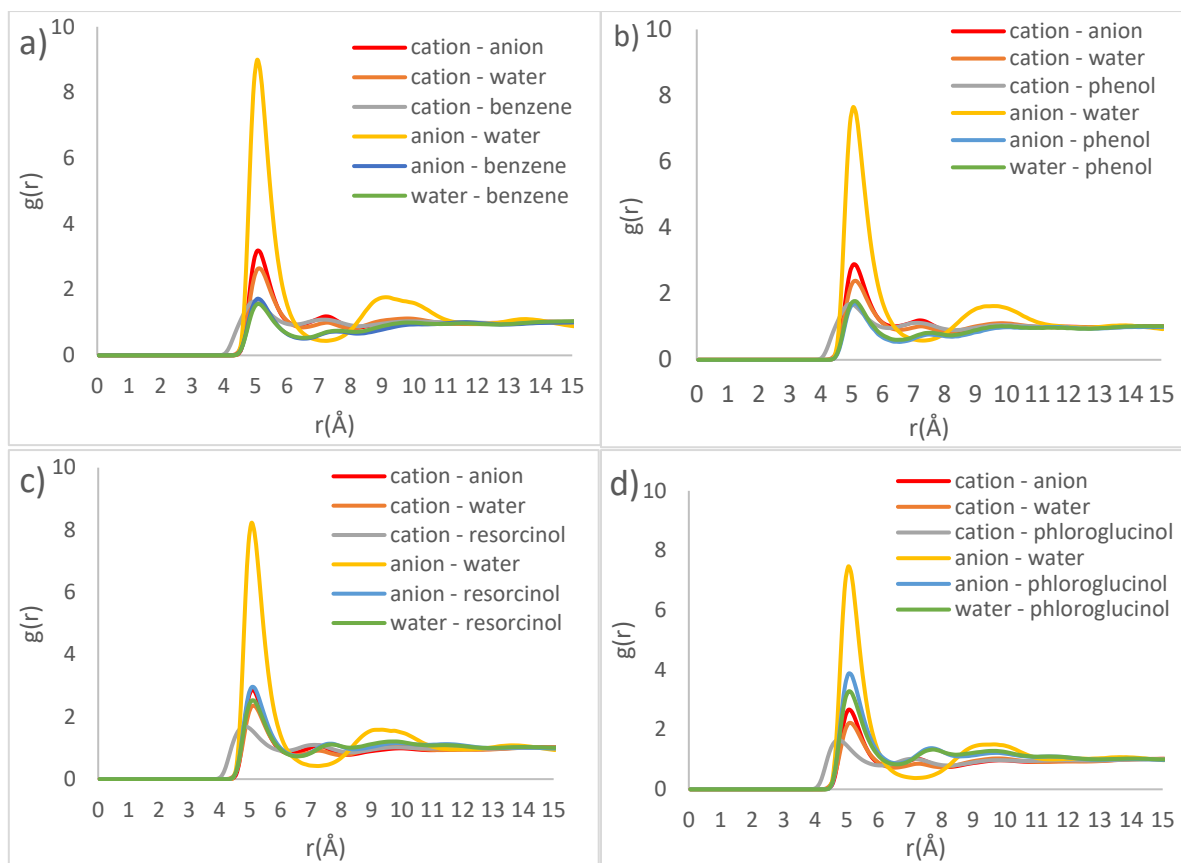 a)
10
8
6
4
2
0
g(r)
cation - anion
cation - water
cation - benzene
anion - water
anion - benzene
water - benzene
0 1 2 3 4 5 6 7 8 9 10 11 12 13 14 15
r(Å)
b)
10
8
6
4
2
0
g(r)
cation - anion
cation - water
cation - phenol
anion - water
anion - phenol
water - phenol
0 1 2 3 4 5 6 7 8 9 10 11 12 13 14 15
r(Å)
c)
10
8
6
4
2
0
g(r)
cation - anion
cation - water
cation - resorcinol
anion - water
anion - resorcinol
water - resorcinol
0 1 2 3 4 5 6 7 8 9 10 11 12 13 14 15
r(Å)
d)
10
8
6
4
2
0
g(r)
cation - anion
cation - water
cation - phloroglucinol
anion - water
anion - phloroglucinol
water - phloroglucinol
0 1 2 3 4 5 6 7 8 9 10 11 12 13 14 15
r(Å)